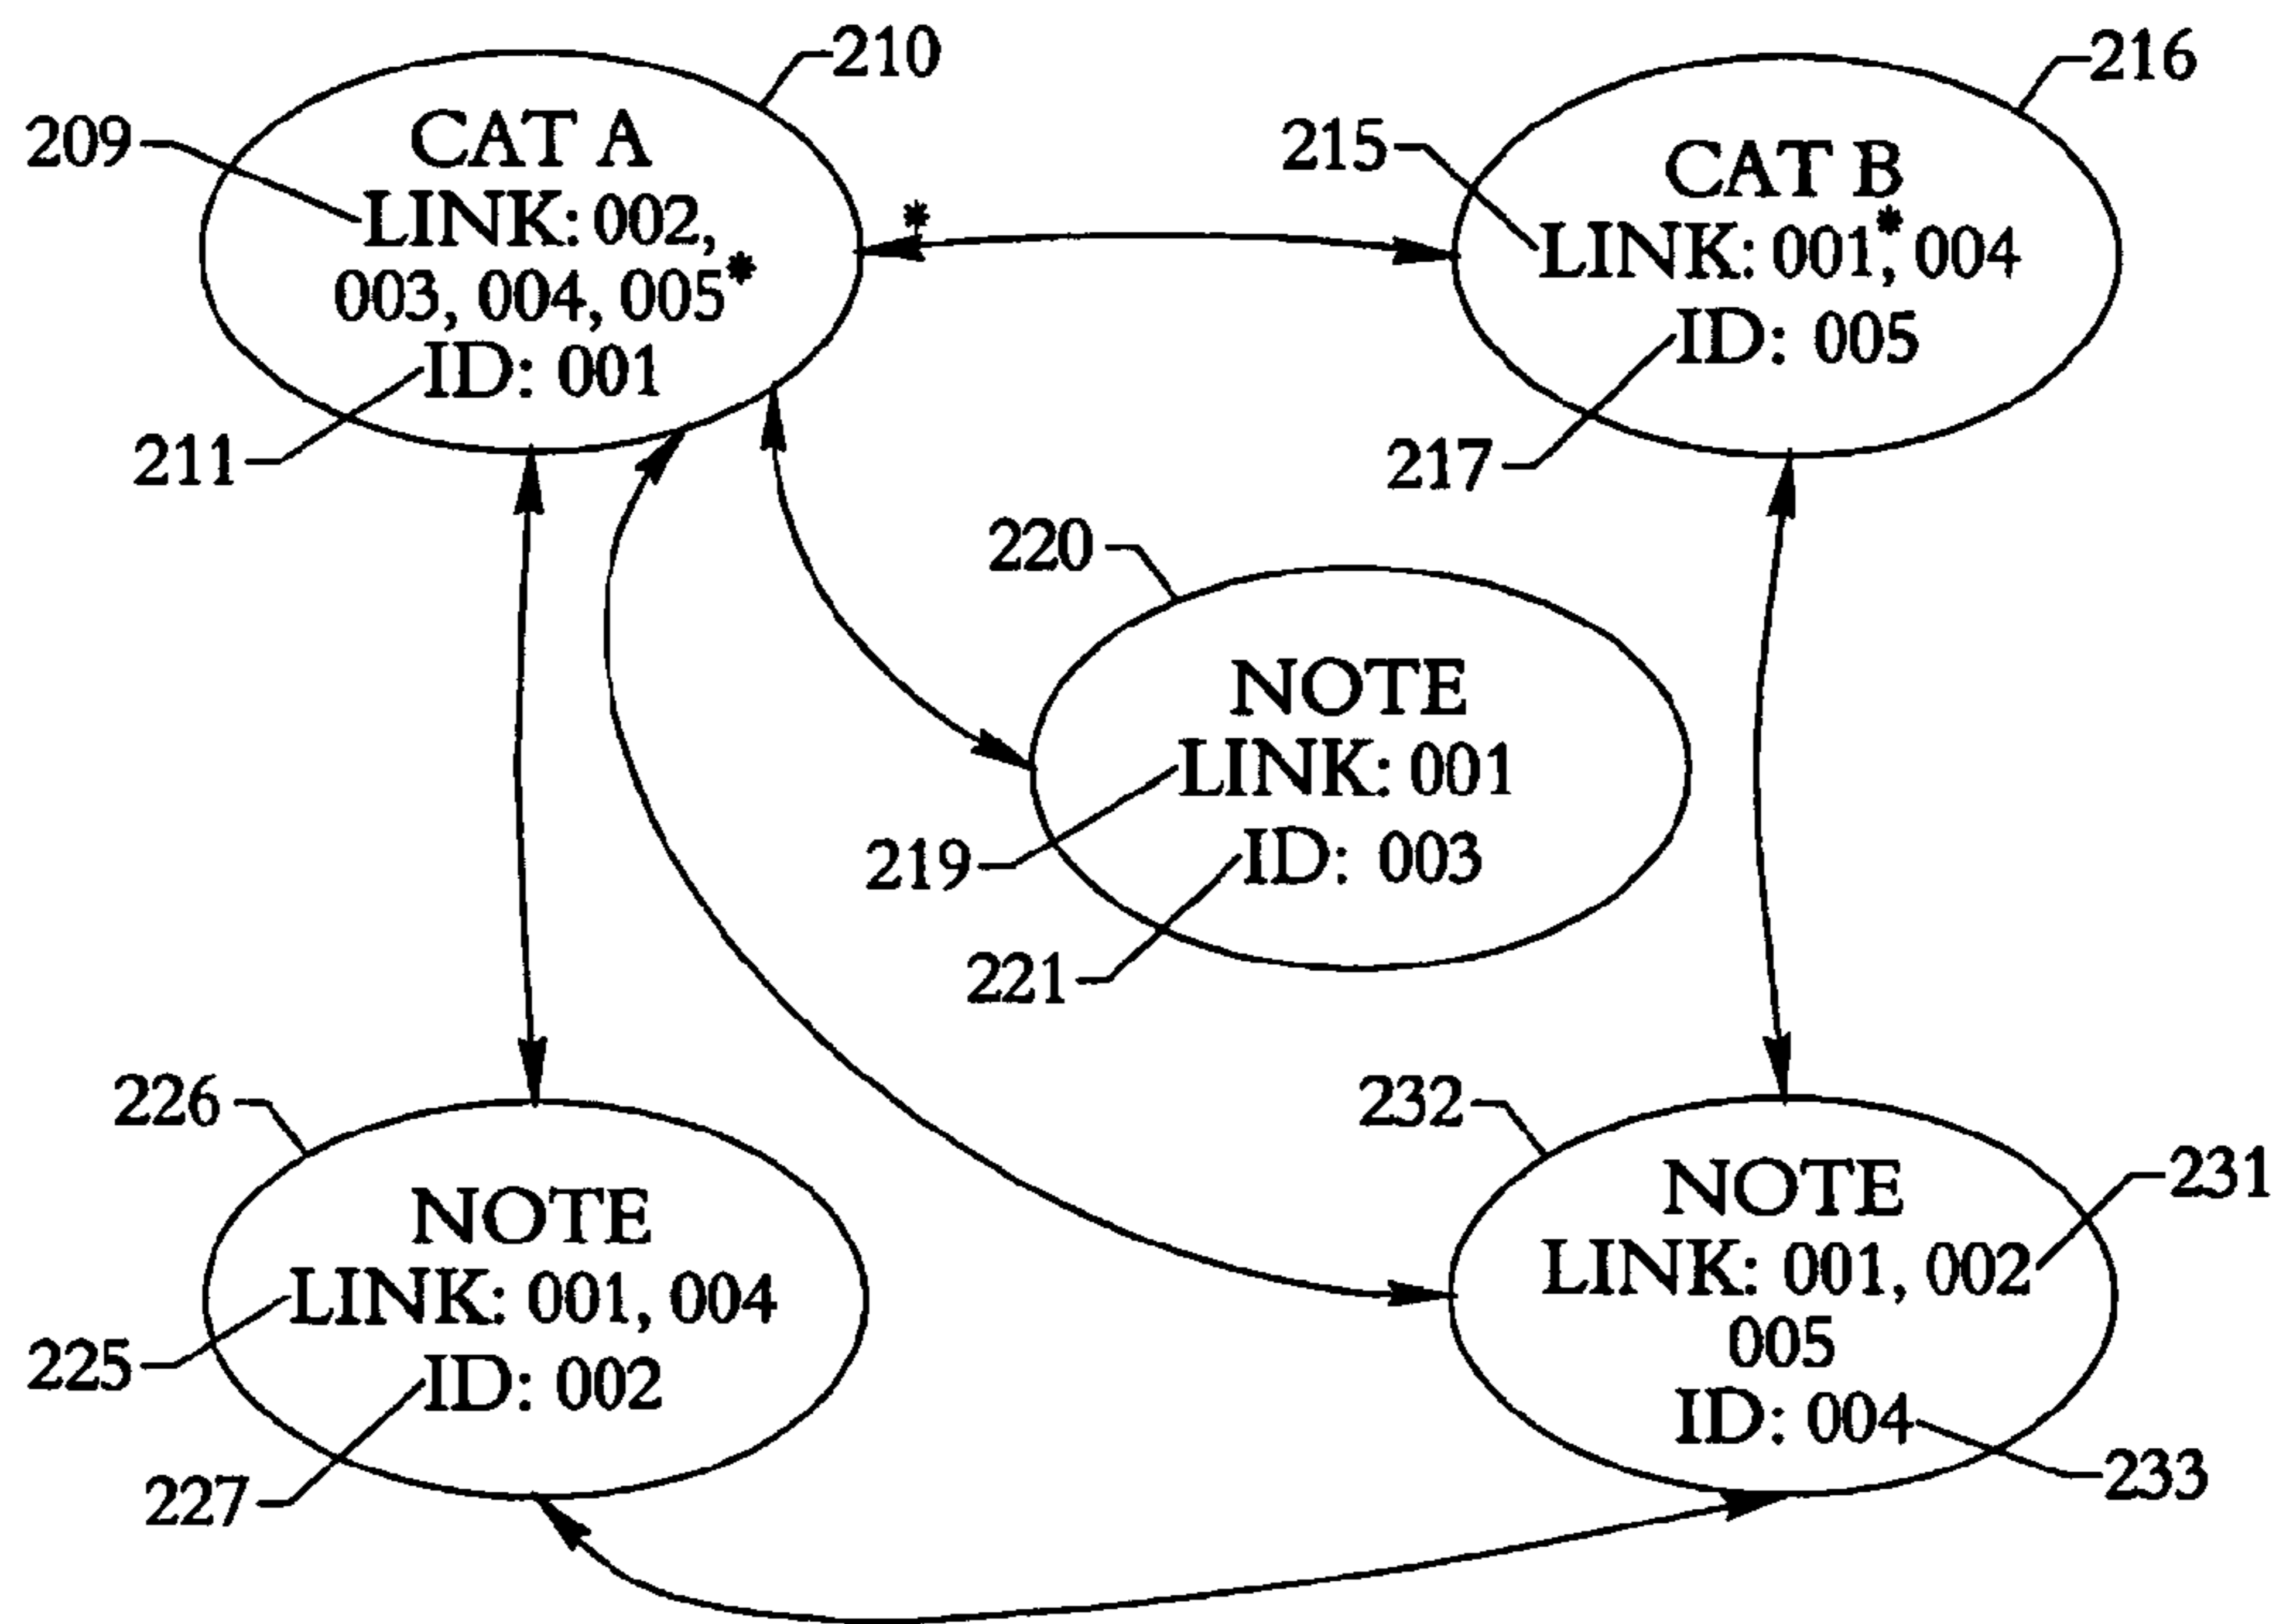 210
216
209
CAT A
LINK: 002,
003, 004, 005*
ID: 001
211
*
215
CAT B
LINK: 001*, 004
ID: 005
217
220
NOTE
LINK: 001
ID: 003
219
221
226
NOTE
LINK: 001, 004
ID: 002
225
227
232
NOTE
LINK: 001, 002
005
ID: 004
231
233